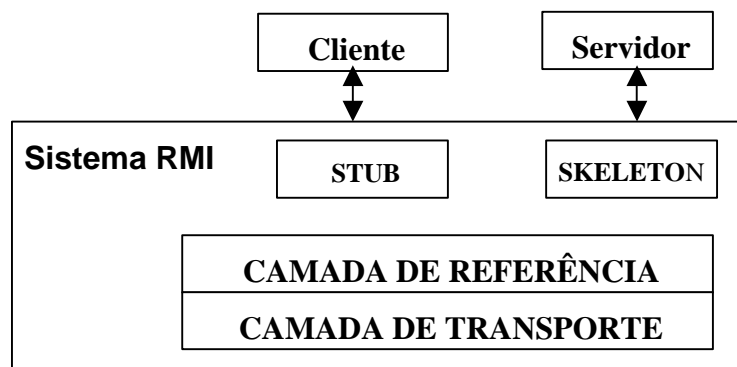 Cliente
Servidor
Sistema RMI
STUB
SKELETON
CAMADA DE REFERÊNCIA
CAMADA DE TRANSPORTE